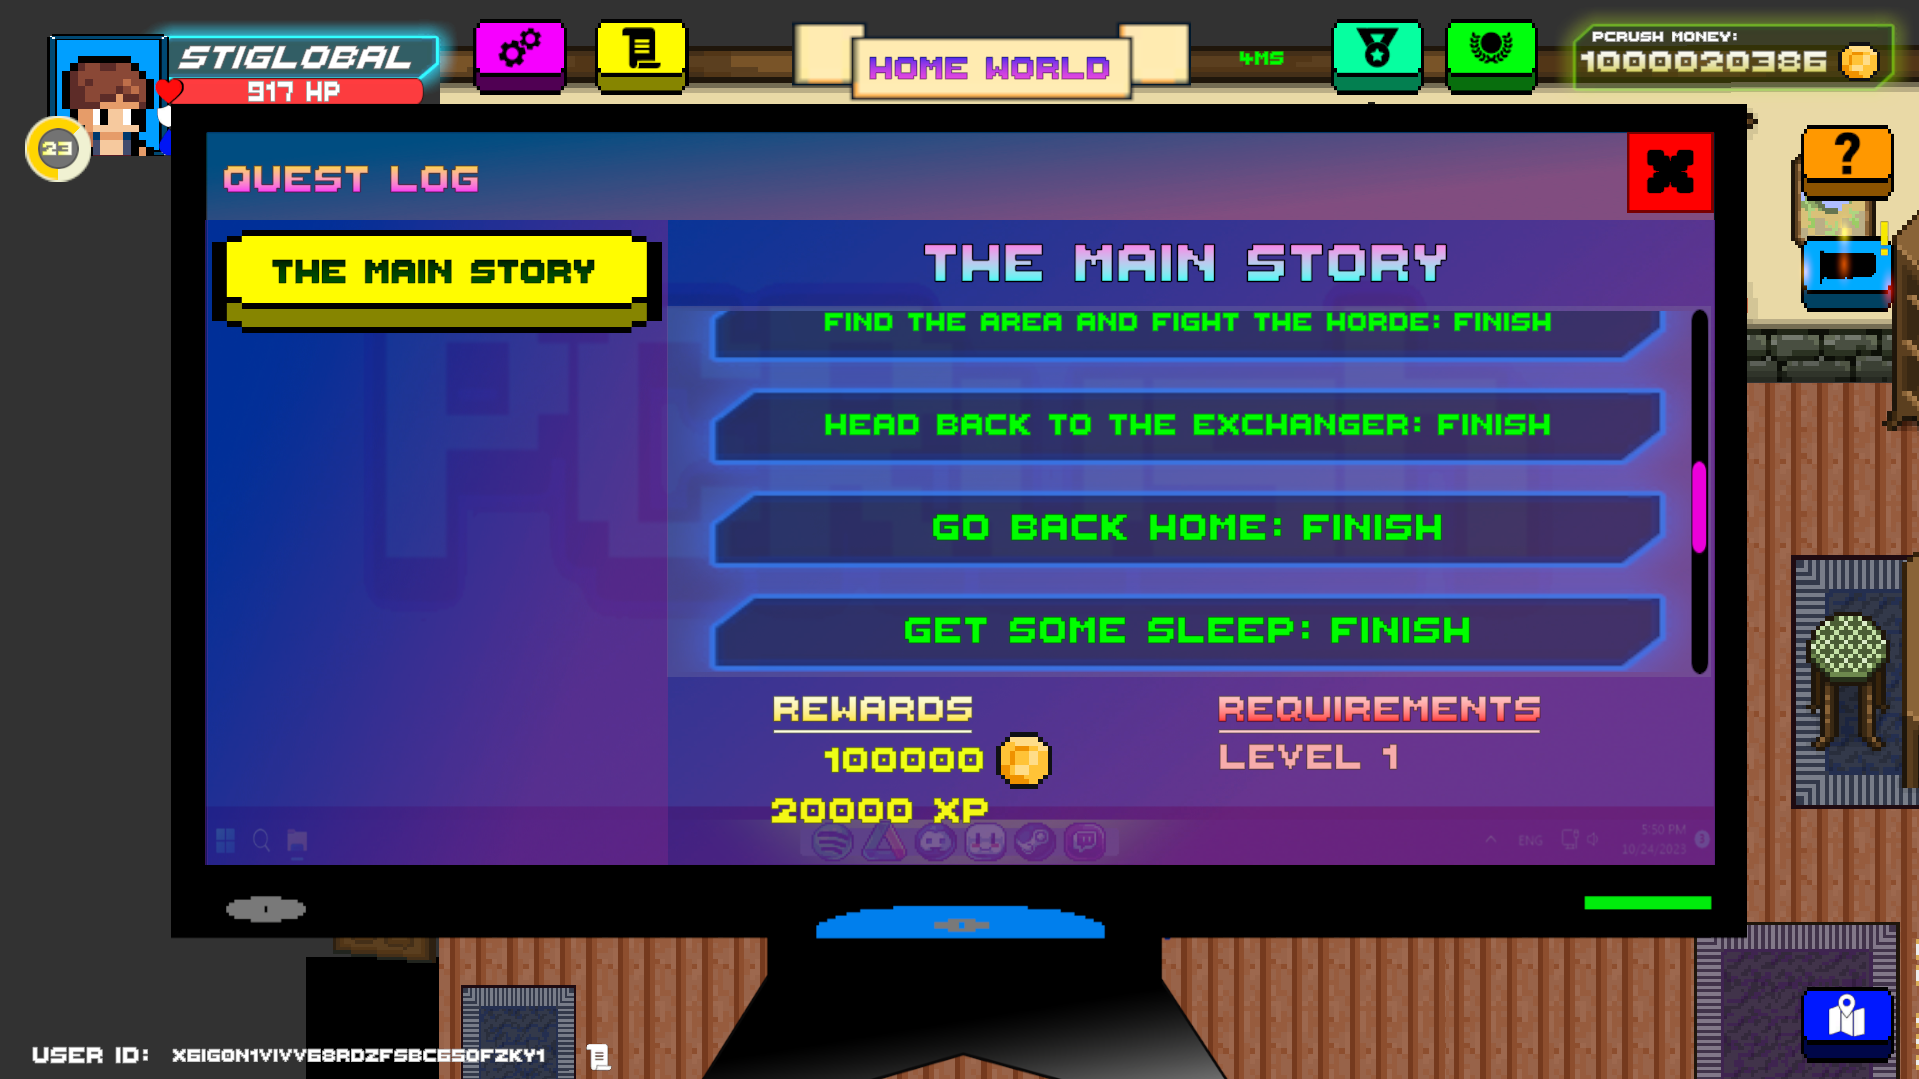 STIGLOBAL
917 HP
23
HOME WORLD
4MS
PCRUSH MONEY:
1000020386
?
QUEST LOG
THE MAIN STORY
THE MAIN STORY
FIND THE AREA AND FIGHT THE HORDE: FINISH
HEAD BACK TO THE EXCHANGER: FINISH
GO BACK HOME: FINISH
GET SOME SLEEP: FINISH
REWARDS
100000
20000 XP
REQUIREMENTS
LEVEL 1
ENG
5:50 PM
10/24/2023
3
USER ID: